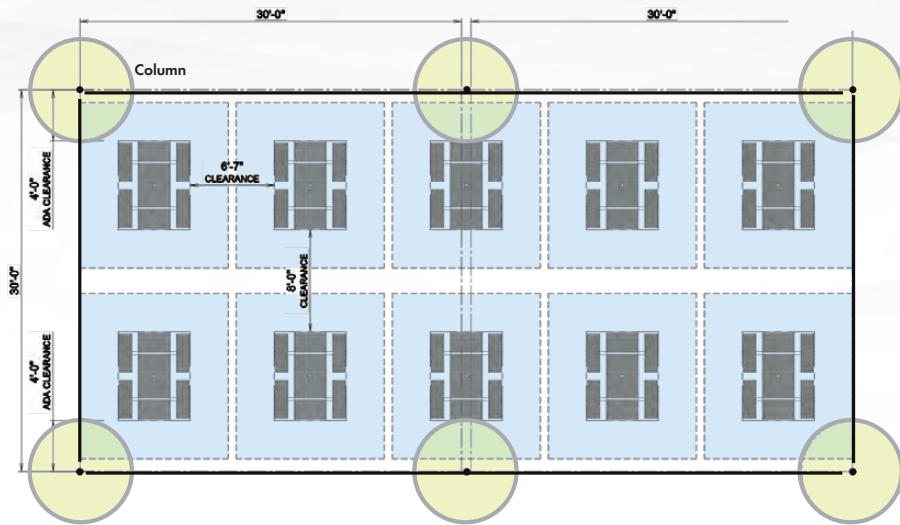 30'-0"
30'-0"
Column
4'-0"
ADA CLEARANCE
6'-7"
CLEARANCE
30'-0"
8'-0"
CLEARANCE
4'-0"
ADA CLEARANCE